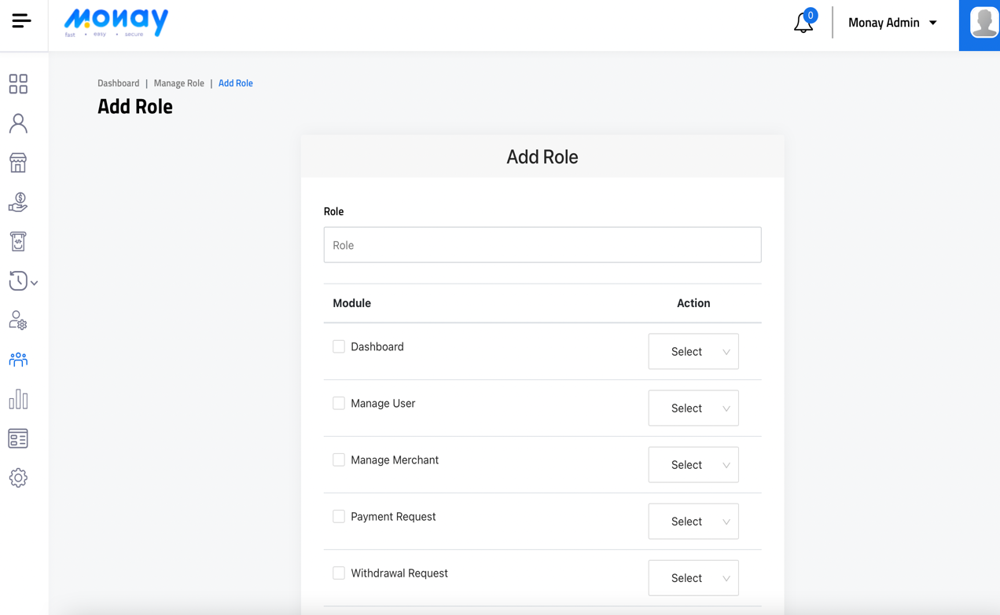 Monay
fast • easy • secure
0
Monay Admin
Dashboard | Manage Role | Add Role
Add Role
Add Role
Role
Role
Module Action
Dashboard Select
Manage User Select
Manage Merchant Select
Payment Request Select
Withdrawal Request Select